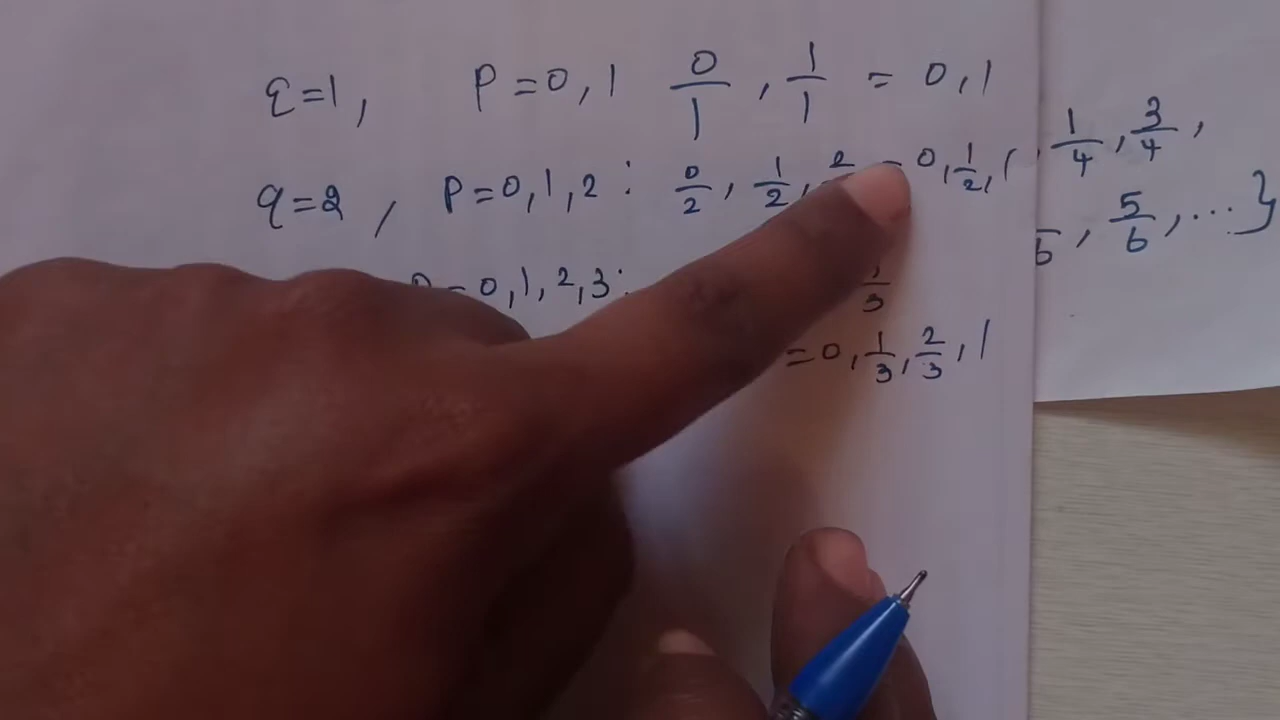 q=1, P=0,1 0/1, 1/1 = 0,1
q=2, P=0,1,2: 0/2, 1/2, 2 = 0, 1/2, 1
=0,1,2,3: 3
=0, 1/3, 2/3, 1
1/4, 3/4,
6, 5/6, ...}